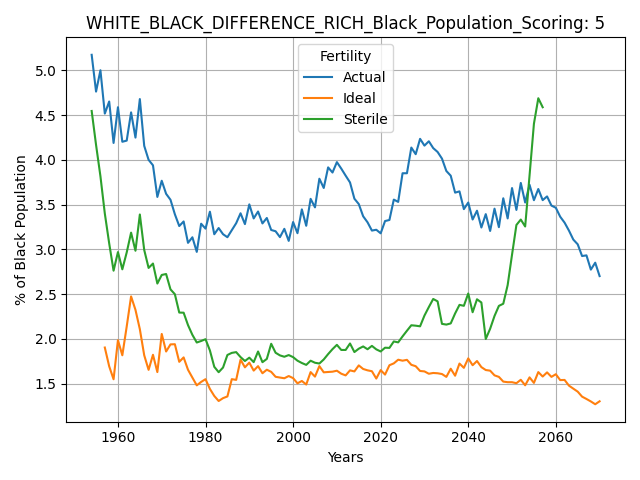 WHITE_BLACK_DIFFERENCE_RICH_Black_Population_Scoring: 5
Fertility
Actual
Ideal
Sterile
% of Black Population
5.0
4.5
4.0
3.5
3.0
2.5
2.0
1.5
1960 1980 2000 2020 2040 2060
Years